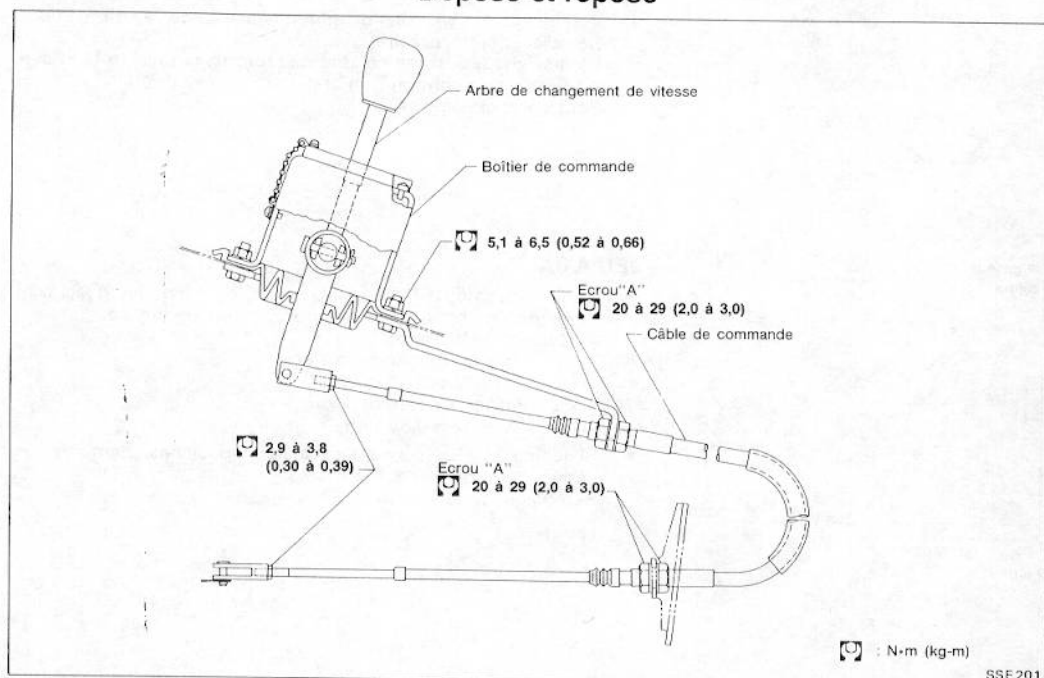 Arbre de changement de vitesse
Boîtier de commande
5,1 à 6,5 (0,52 à 0,66)
Ecrou"A"
20 à 29 (2,0 à 3,0)
Câble de commande
2,9 à 3,8
(0,30 à 0,39)
Ecrou "A"
20 à 29 (2,0 à 3,0)
: N•m (kg-m)